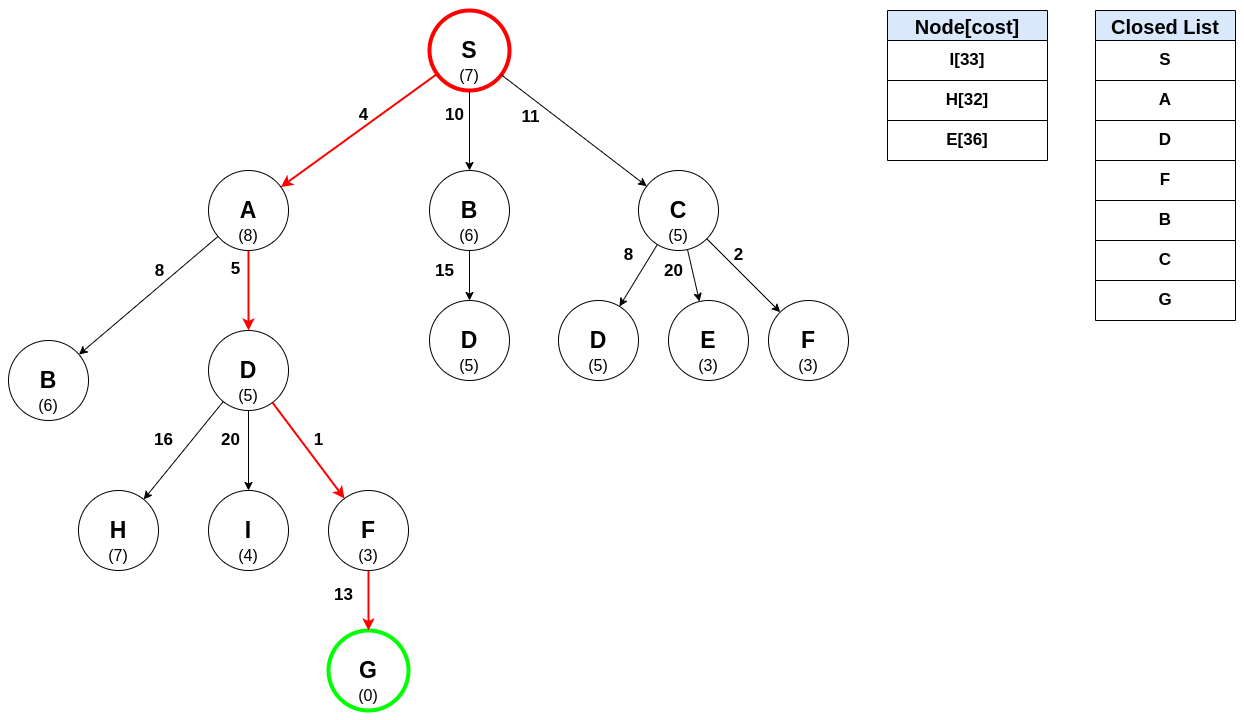 S
(7)
4
10
11
A
(8)
B
(6)
C
(5)
8
5
15
8
20
2
B
(6)
D
(5)
D
(5)
D
(5)
E
(3)
F
(3)
16
20
1
H
(7)
I
(4)
F
(3)
13
G
(0)
Node[cost]
I[33]
H[32]
E[36]
Closed List
S
A
D
F
B
C
G